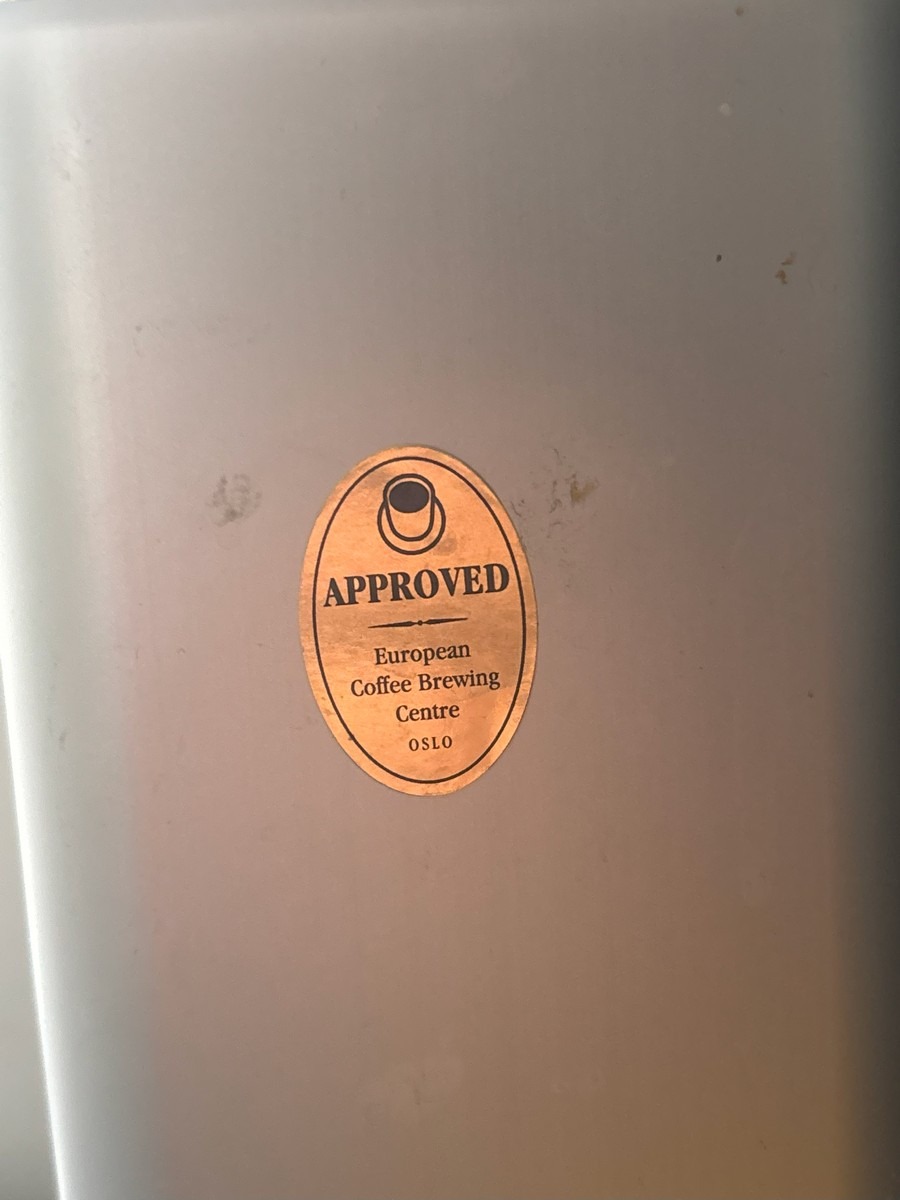 APPROVED
European
Coffee Brewing
Centre
OSLO